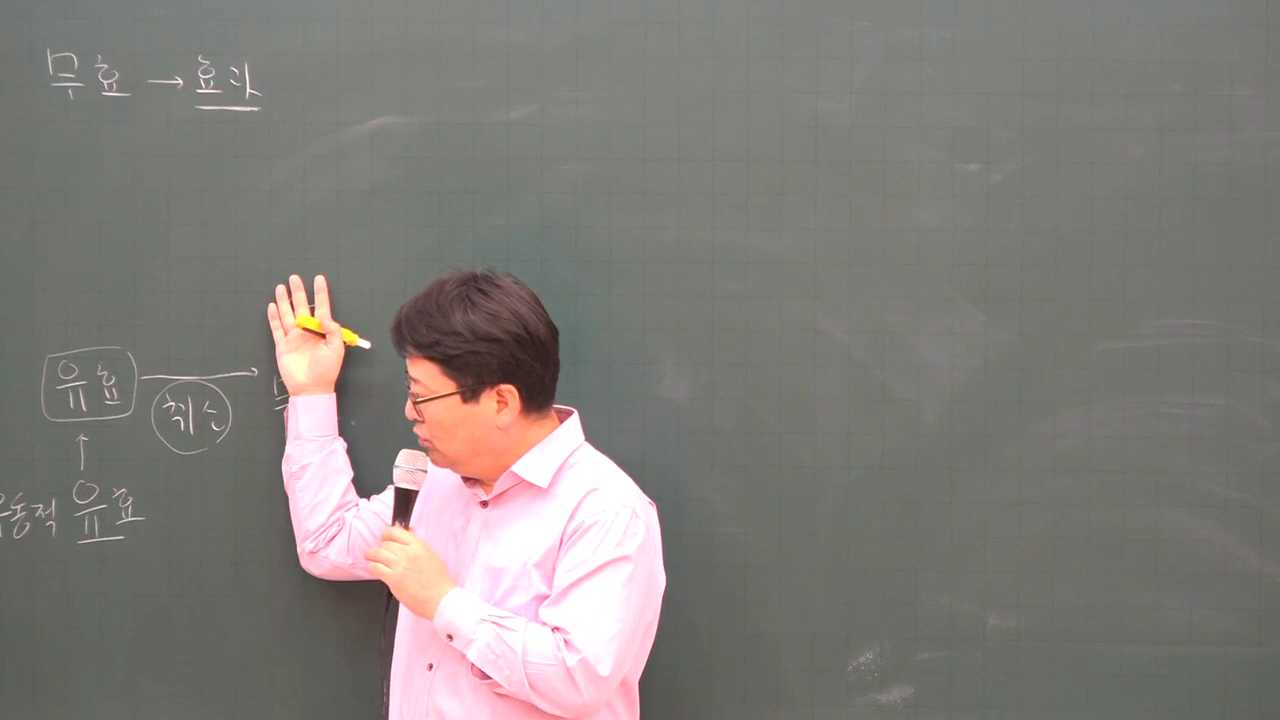 무효 → 효과
유효 → 취소
↑
유동적 유효